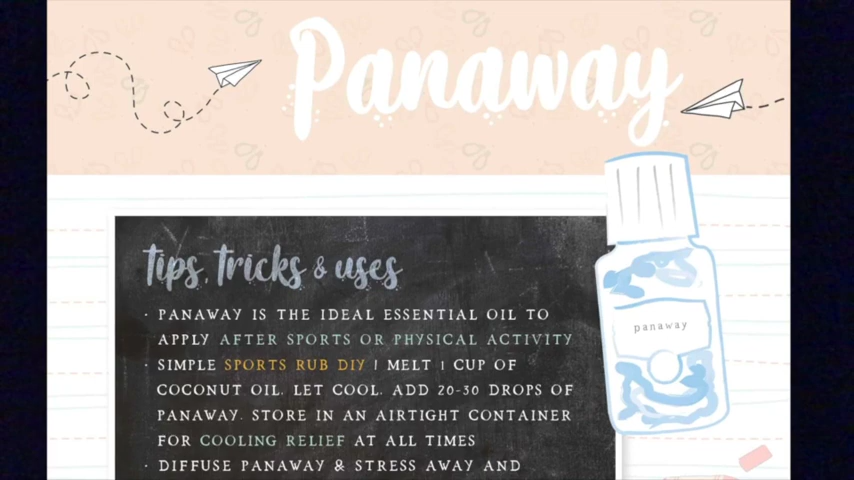 Panaway
tips, tricks & uses
· PANAWAY IS THE IDEAL ESSENTIAL OIL TO
APPLY AFTER SPORTS OR PHYSICAL ACTIVITY
· SIMPLE SPORTS RUB DIY | MELT 1 CUP OF
COCONUT OIL. LET COOL. ADD 20-30 DROPS OF
PANAWAY. STORE IN AN AIRTIGHT CONTAINER
FOR COOLING RELIEF AT ALL TIMES
· DIFFUSE PANAWAY & STRESS AWAY AND
panaway